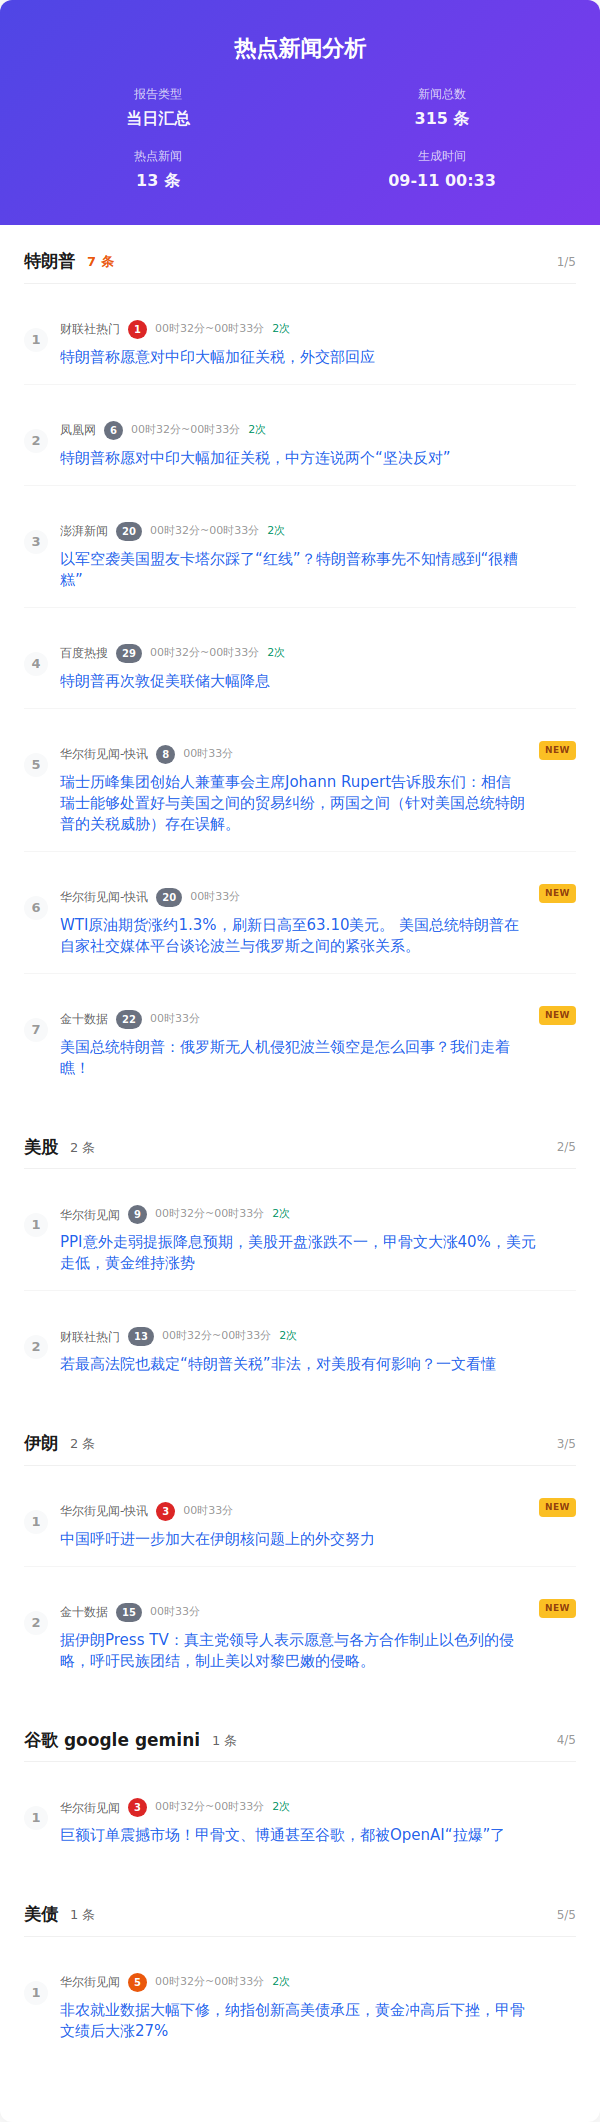 热点新闻分析
报告类型
新闻总数
当日汇总
315 条
热点新闻
生成时间
13 条
09-11 00:33
特朗普 7 条 1/5
1 财联社热门 1 00时32分~00时33分 2次
特朗普称愿意对中印大幅加征关税，外交部回应
2 凤凰网 6 00时32分~00时33分 2次
特朗普称愿对中印大幅加征关税，中方连说两个“坚决反对”
3 澎湃新闻 20 00时32分~00时33分 2次
以军空袭美国盟友卡塔尔踩了“红线”？特朗普称事先不知情感到“很糟
糕”
4 百度热搜 29 00时32分~00时33分 2次
特朗普再次敦促美联储大幅降息
5 华尔街见闻-快讯 8 00时33分 NEW
瑞士历峰集团创始人兼董事会主席Johann Rupert告诉股东们：相信
瑞士能够处置好与美国之间的贸易纠纷，两国之间（针对美国总统特朗
普的关税威胁）存在误解。
6 华尔街见闻-快讯 20 00时33分 NEW
WTI原油期货涨约1.3%，刷新日高至63.10美元。 美国总统特朗普在
自家社交媒体平台谈论波兰与俄罗斯之间的紧张关系。
7 金十数据 22 00时33分 NEW
美国总统特朗普：俄罗斯无人机侵犯波兰领空是怎么回事？我们走着
瞧！
美股 2 条 2/5
1 华尔街见闻 9 00时32分~00时33分 2次
PPI意外走弱提振降息预期，美股开盘涨跌不一，甲骨文大涨40%，美元
走低，黄金维持涨势
2 财联社热门 13 00时32分~00时33分 2次
若最高法院也裁定“特朗普关税”非法，对美股有何影响？一文看懂
伊朗 2 条 3/5
1 华尔街见闻-快讯 3 00时33分 NEW
中国呼吁进一步加大在伊朗核问题上的外交努力
2 金十数据 15 00时33分 NEW
据伊朗Press TV：真主党领导人表示愿意与各方合作制止以色列的侵
略，呼吁民族团结，制止美以对黎巴嫩的侵略。
谷歌 google gemini 1 条 4/5
1 华尔街见闻 3 00时32分~00时33分 2次
巨额订单震撼市场！甲骨文、博通甚至谷歌，都被OpenAI“拉爆”了
美债 1 条 5/5
1 华尔街见闻 5 00时32分~00时33分 2次
非农就业数据大幅下修，纳指创新高美债承压，黄金冲高后下挫，甲骨
文绩后大涨27%